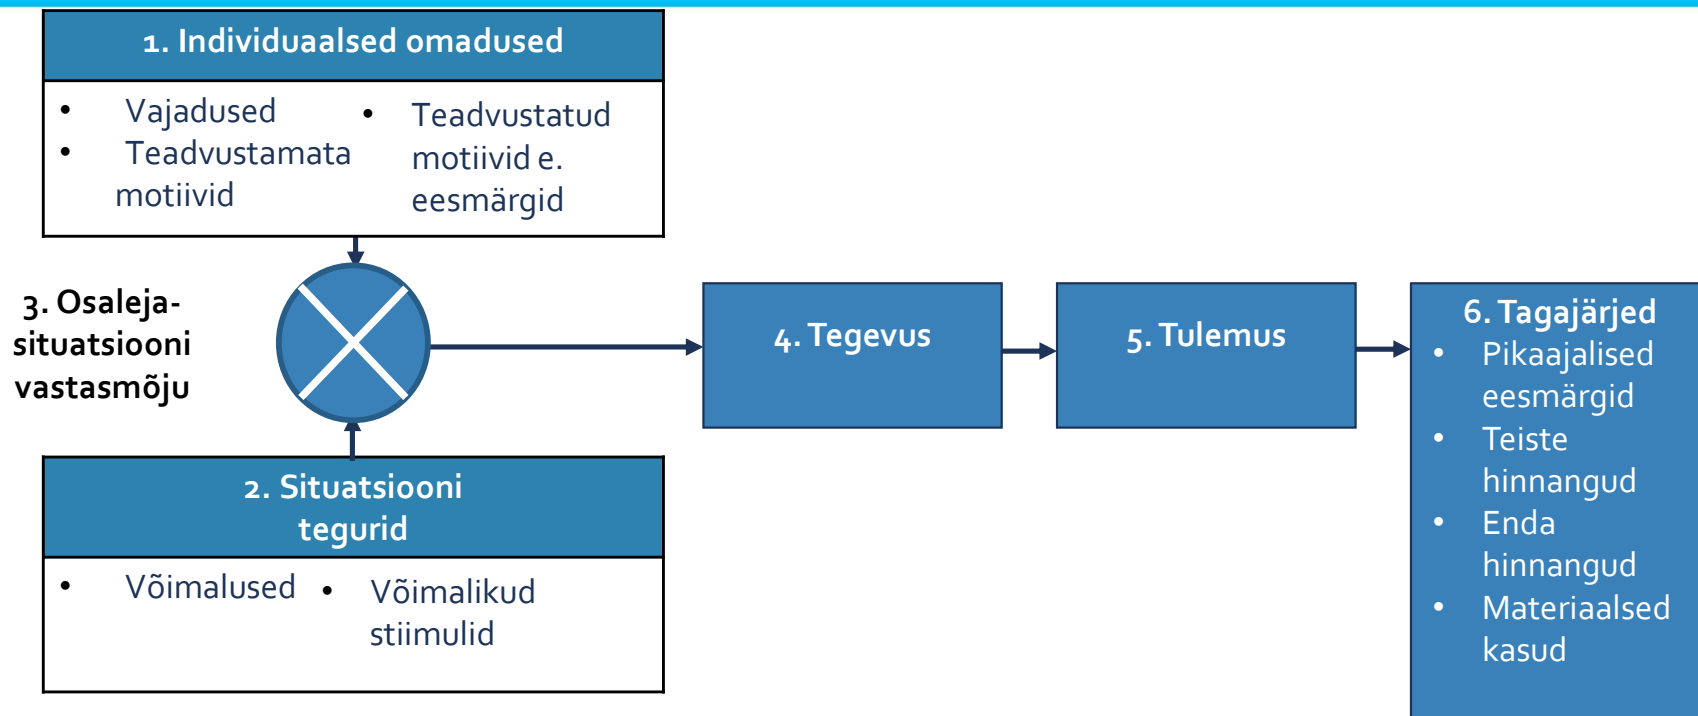 1. Individuaalsed omadused
• Vajadused
• Teadvustamata
motiivid
• Teadvustatud
motiivid e.
eesmärgid
3. Osaleja-
situatsiooni
vastasmõju
4. Tegevus
5. Tulemus
6. Tagajärjed
• Pikaajalised
eesmärgid
• Teiste
hinnangud
• Enda
hinnangud
• Materiaalsed
kasud
2. Situatsiooni
tegurid
• Võimalused
• Võimalikud
stiimulid